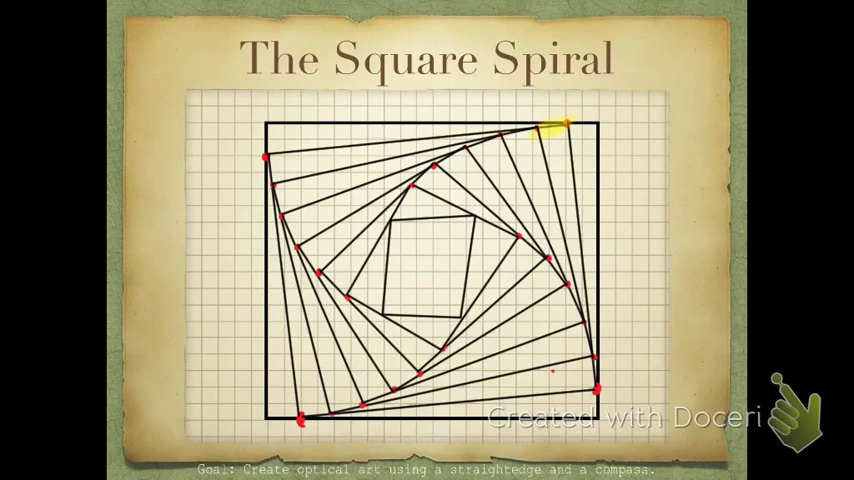 The Square Spiral
Created with Doceri
Goal: Create optical art using a straightedge and a compass.